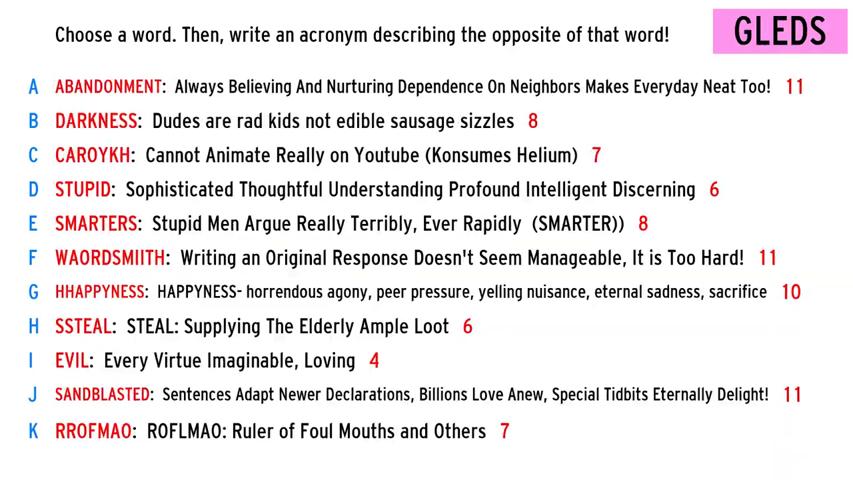 Choose a word. Then, write an acronym describing the opposite of that word!
GLEDS
A ABANDONMENT: Always Believing And Nurturing Dependence On Neighbors Makes Everyday Neat Too! 11
B DARKNESS: Dudes are rad kids not edible sausage sizzles 8
C CAROYKH: Cannot Animate Really on Youtube (Konsumes Helium) 7
D STUPID: Sophisticated Thoughtful Understanding Profound Intelligent Discerning 6
E SMARTERS: Stupid Men Argue Really Terribly, Ever Rapidly (SMARTER)) 8
F WAORDSMIITH: Writing an Original Response Doesn't Seem Manageable, It is Too Hard! 11
G HHAPPYNESS: HAPPYNESS- horrendous agony, peer pressure, yelling nuisance, eternal sadness, sacrifice 10
H SSTEAL: STEAL: Supplying The Elderly Ample Loot 6
I EVIL: Every Virtue Imaginable, Loving 4
J SANDBLASTED: Sentences Adapt Newer Declarations, Billions Love Anew, Special Tidbits Eternally Delight! 11
K RROFMAO: ROFLMAO: Ruler of Foul Mouths and Others 7